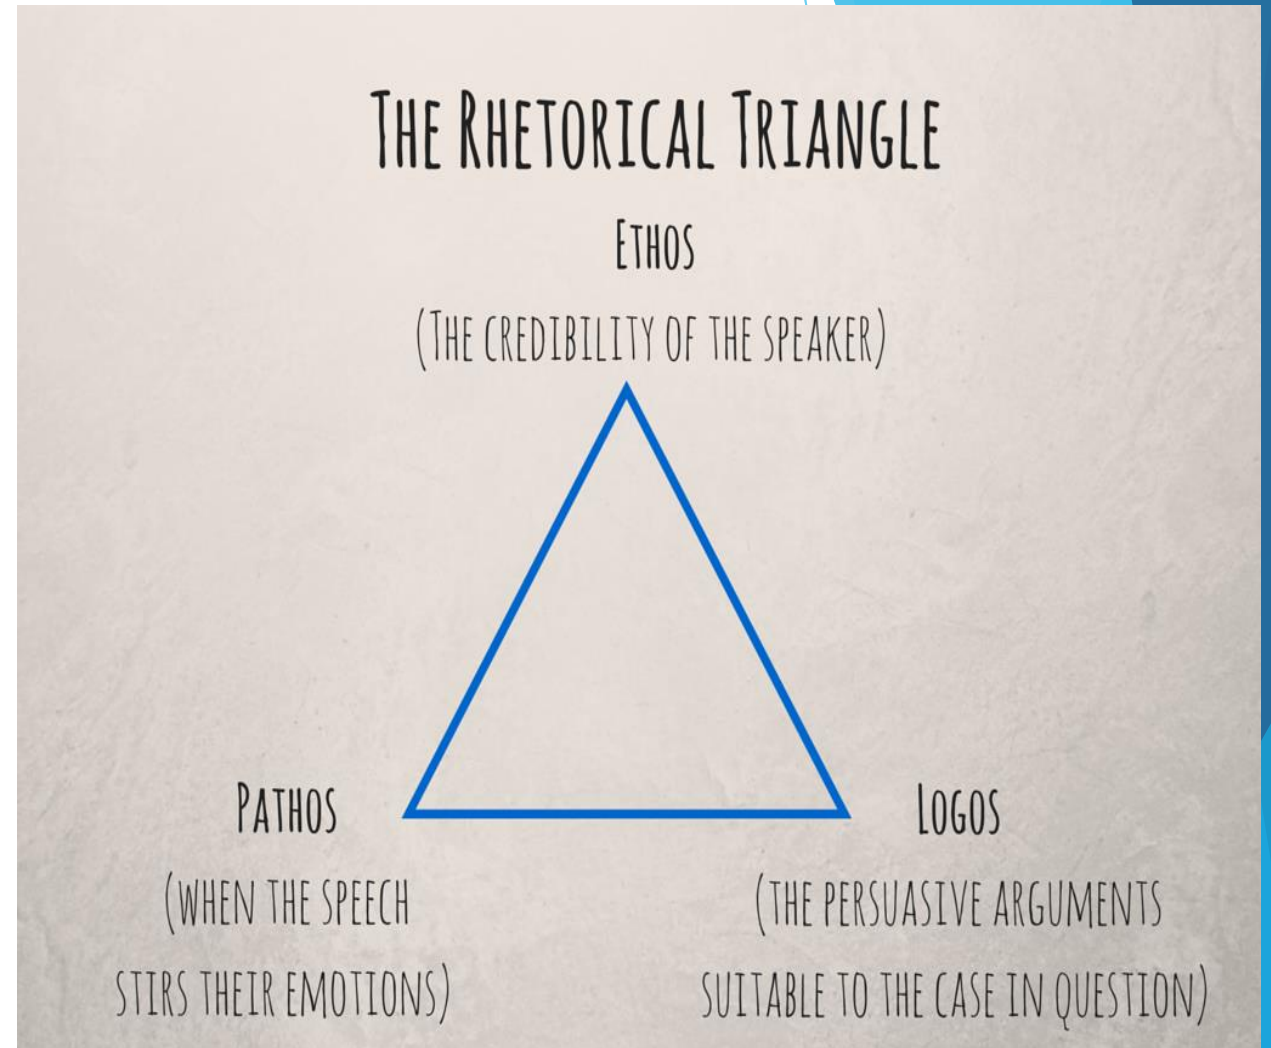 The Rhetorical Triangle
Ethos
(The credibility of the speaker)
Pathos
(when the speech
stirs their emotions)
Logos
(the persuasive arguments
suitable to the case in question)